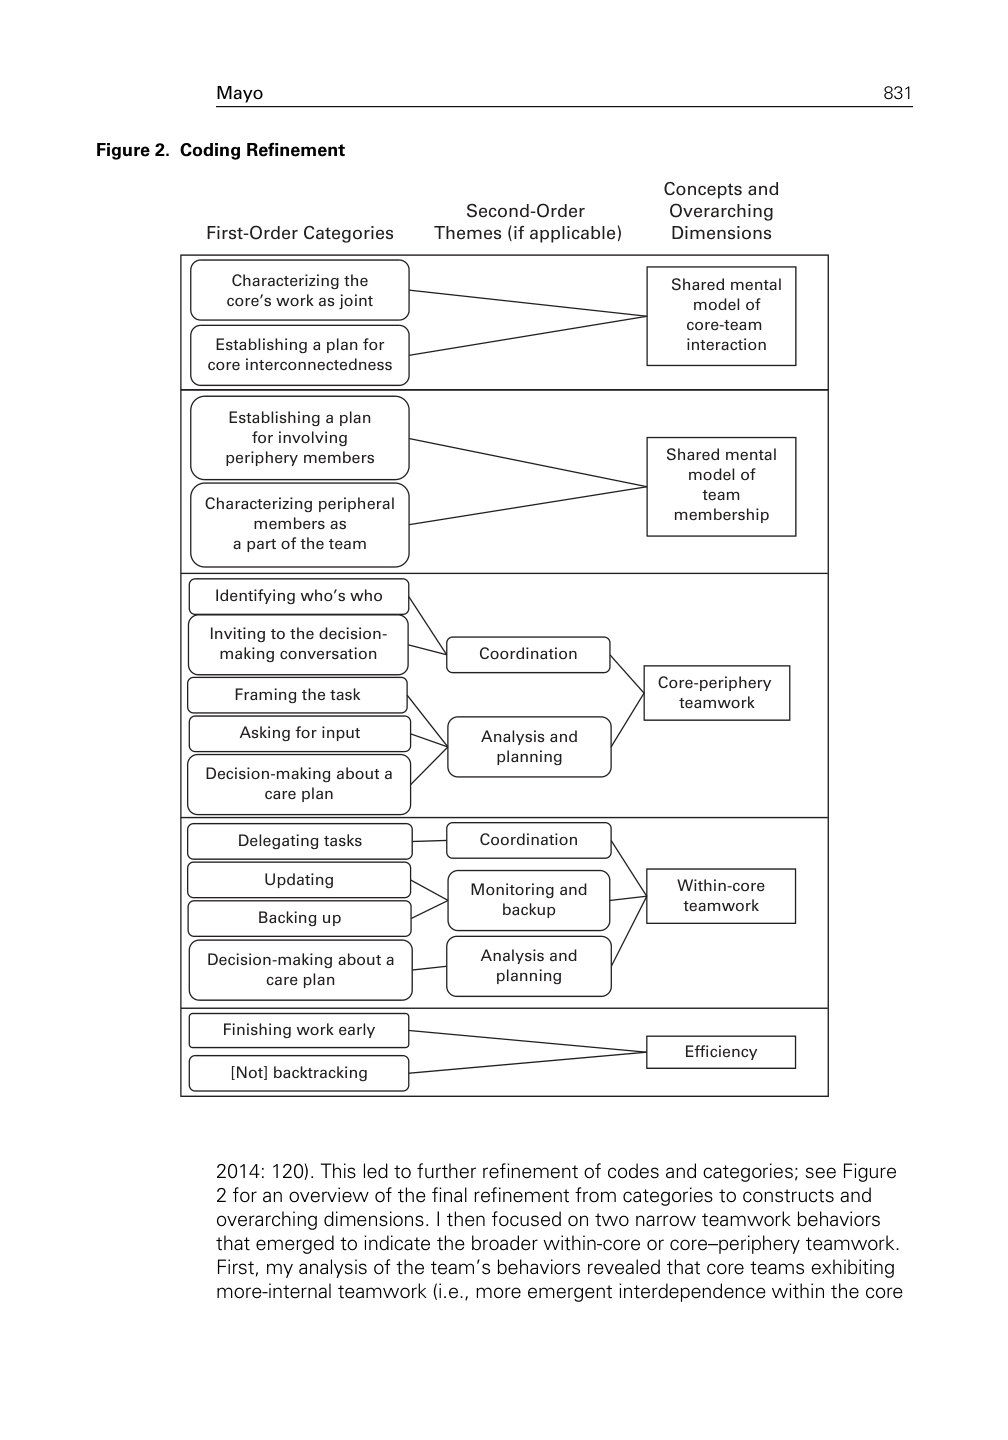 Mayo 831
Figure 2. Coding Refinement
First-Order Categories
Second-Order
Themes (if applicable)
Concepts and
Overarching
Dimensions
Characterizing the
core's work as joint
Establishing a plan for
core interconnectedness
Shared mental
model of
core-team
interaction
Establishing a plan
for involving
periphery members
Characterizing peripheral
members as
a part of the team
Shared mental
model of
team
membership
Identifying who's who
Inviting to the decision-
making conversation
Framing the task
Asking for input
Decision-making about a
care plan
Coordination
Analysis and
planning
Core-periphery
teamwork
Delegating tasks
Updating
Backing up
Decision-making about a
care plan
Coordination
Monitoring and
backup
Analysis and
planning
Within-core
teamwork
Finishing work early
[Not] backtracking
Efficiency
2014: 120). This led to further refinement of codes and categories; see Figure
2 for an overview of the final refinement from categories to constructs and
overarching dimensions. I then focused on two narrow teamwork behaviors
that emerged to indicate the broader within-core or core–periphery teamwork.
First, my analysis of the team's behaviors revealed that core teams exhibiting
more-internal teamwork (i.e., more emergent interdependence within the core